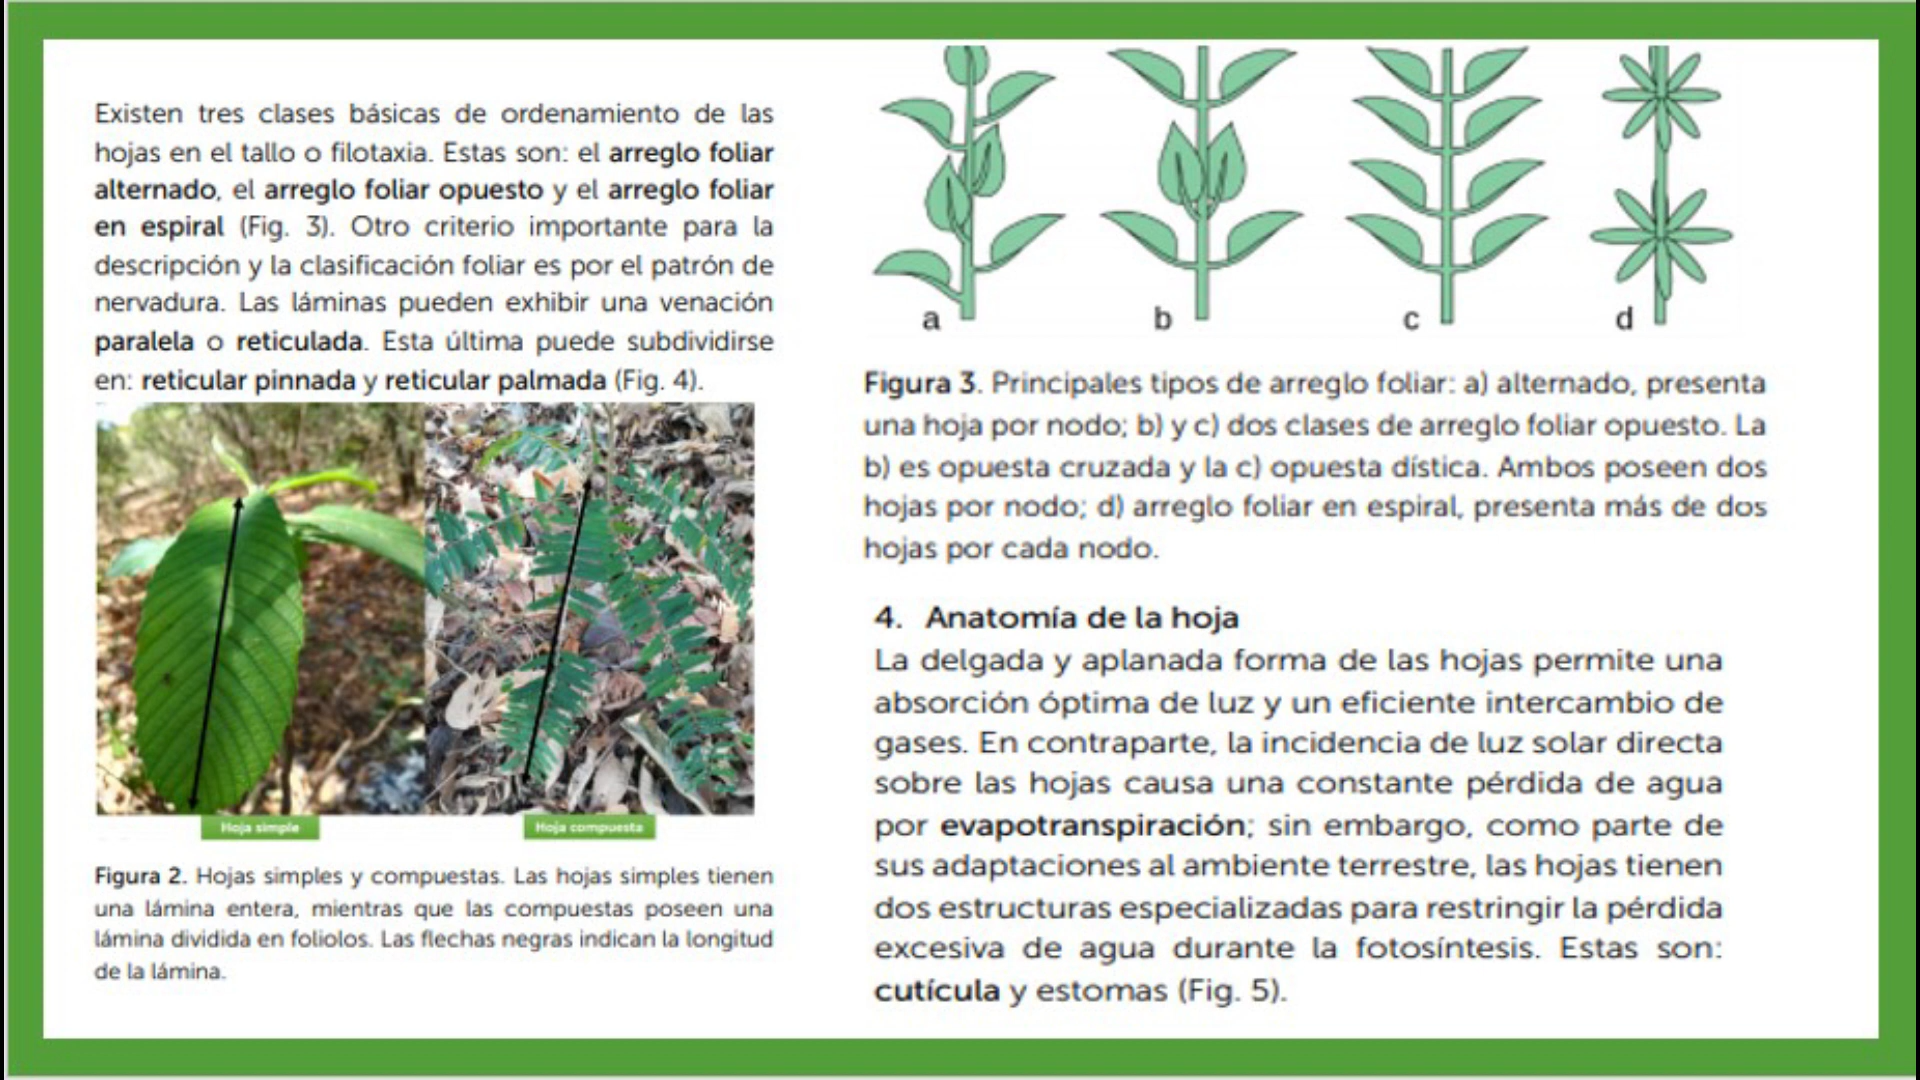 Existen tres clases básicas de ordenamiento de las
hojas en el tallo o filotaxia. Estas son: el arreglo foliar
alternado, el arreglo foliar opuesto y el arreglo foliar
en espiral (Fig. 3). Otro criterio importante para la
descripción y la clasificación foliar es por el patrón de
nervadura. Las láminas pueden exhibir una venación
paralela o reticulada. Esta última puede subdividirse
en: reticular pinnada y reticular palmada (Fig. 4).
Hoja simple
Hoja compuesta
Figura 2. Hojas simples y compuestas. Las hojas simples tienen
una lámina entera, mientras que las compuestas poseen una
lámina dividida en foliolos. Las flechas negras indican la longitud
de la lámina.
a
b
c
d
Figura 3. Principales tipos de arreglo foliar: a) alternado, presenta
una hoja por nodo; b) y c) dos clases de arreglo foliar opuesto. La
b) es opuesta cruzada y la c) opuesta dística. Ambos poseen dos
hojas por nodo; d) arreglo foliar en espiral, presenta más de dos
hojas por cada nodo.
4. Anatomía de la hoja
La delgada y aplanada forma de las hojas permite una
absorción óptima de luz y un eficiente intercambio de
gases. En contraparte, la incidencia de luz solar directa
sobre las hojas causa una constante pérdida de agua
por evapotranspiración; sin embargo, como parte de
sus adaptaciones al ambiente terrestre, las hojas tienen
dos estructuras especializadas para restringir la pérdida
excesiva de agua durante la fotosíntesis. Estas son:
cutícula y estomas (Fig. 5).